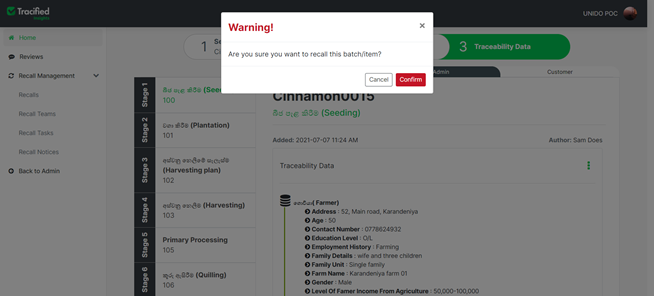 Tracified
Insights
UNIDO POC
Warning!
×
Are you sure you want to recall this batch/item?
Cancel
Confirm
Home
Reviews
Recall Management
Recalls
Recall Teams
Recall Tasks
Recall Notices
Back to Admin
1
3 Traceability Data
Admin
Customer
Stage 1
බීජ පැළ කිරීම
100
Stage 2
(Plantation)
101
Stage 3
අස්වනු නෙලීමේ සැලැස්ම
(Harvesting plan)
102
Stage 4
අස්වනු නෙලීම (Harvesting)
103
Stage 5
Primary Processing
105
Stage 6
(Quilling)
106
Cinnamon0015
බීජ පැළ කිරීම (Seeding)
Added: 2021-07-07 11:24 AM
Author: Sam Does
Traceability Data
ගොවියා( Farmer)
Address : 52, Main road, Karandeniya
Age : 50
Contact Number : 0778624932
Education Level : O/L
Employment History : Farming
Family Details : wife and three children
Family Unit : Single family
Farm Name : Karandeniya farm 01
Gender : Male
Level Of Farmer Income From Agriculture : 50,000-100,000